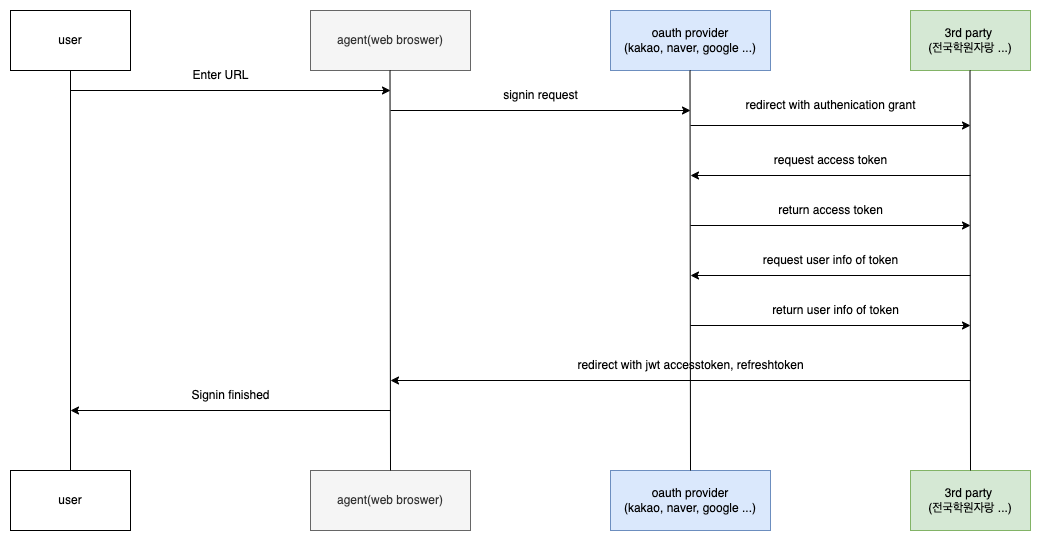 user
agent(web broswer)
oauth provider
(kakao, naver, google ...)
3rd party
(전국학원자랑 ...)
Enter URL
signin request
redirect with authenication grant
request access token
return access token
request user info of token
return user info of token
redirect with jwt accesstoken, refreshtoken
Signin finished
user
agent(web broswer)
oauth provider
(kakao, naver, google ...)
3rd party
(전국학원자랑 ...)